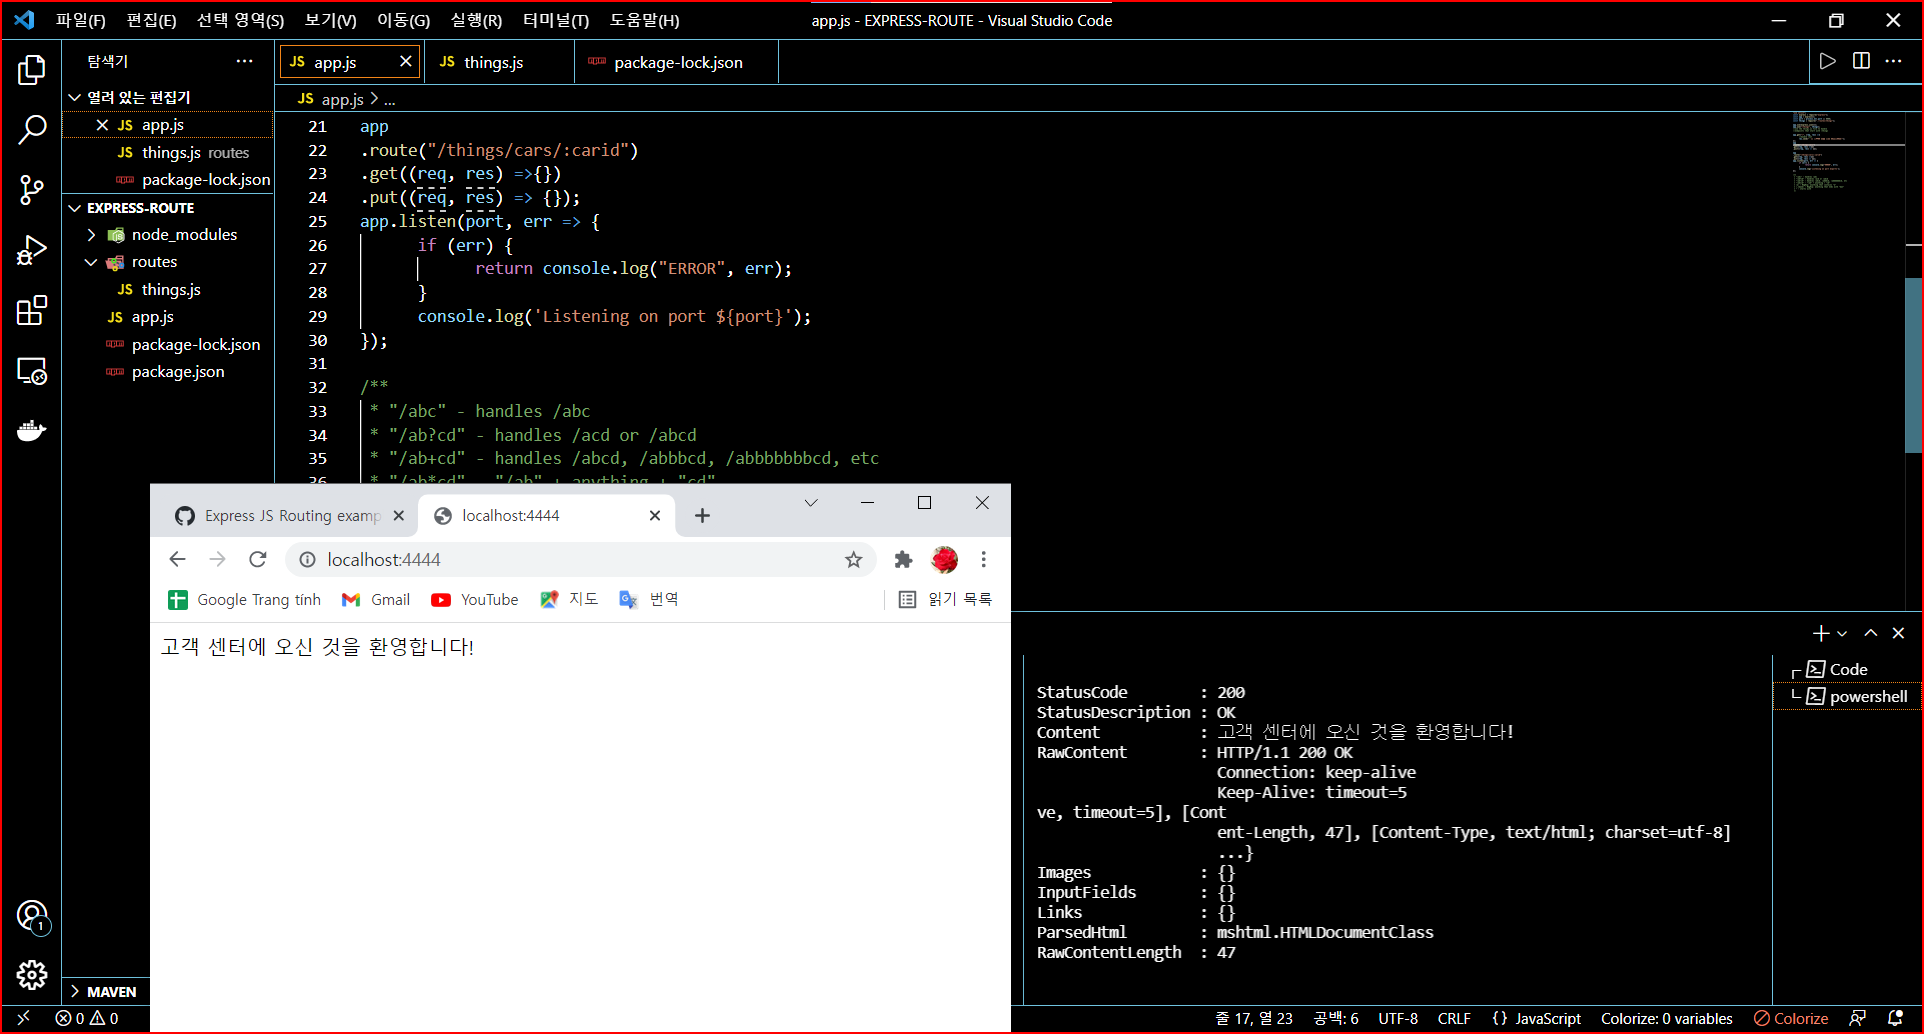 파일(F) 편집(E) 선택 영역(S) 보기(V) 이동(G) 실행(R) 터미널(T) 도움말(H)
app.js - EXPRESS-ROUTE - Visual Studio Code
탐색기 ...
JS app.js
JS things.js
package-lock.json
JS app.js > ...
열려 있는 편집기
JS app.js
JS things.js routes
package-lock.json
EXPRESS-ROUTE
node_modules
routes
JS things.js
JS app.js
package-lock.json
package.json
MAVEN
21 app
22 .route("/things/cars/:carid")
23 .get((req, res) =>{})
24 .put((req, res) => {});
25 app.listen(port, err => {
26 if (err) {
27 return console.log("ERROR", err);
28 }
29 console.log('Listening on port ${port}');
30 });
31
32 /**
33 * "/abc" - handles /abc
34 * "/ab?cd" - handles /acd or /abcd
35 * "/ab+cd" - handles /abcd, /abbbcd, /abbbbbbbcd, etc
36 * "/ab*cd" - "/ab" + anything + "cd"
Express JS Routing examp
localhost:4444
localhost:4444
Google Trang tính
Gmail
YouTube
지도
번역
읽기 목록
고객 센터에 오신 것을 환영합니다!
Code
powershell
StatusCode : 200
StatusDescription : OK
Content : 고객 센터에 오신 것을 환영합니다!
RawContent : HTTP/1.1 200 OK
Connection: keep-alive
Keep-Alive: timeout=5
ve, timeout=5], [Cont
ent-Length, 47], [Content-Type, text/html; charset=utf-8]
...}
Images : {}
InputFields : {}
Links : {}
ParsedHtml : mshtml.HTMLDocumentClass
RawContentLength : 47
1
0 0
줄 17, 열 23 공백: 6 UTF-8 CRLF {} JavaScript Colorize: 0 variables Colorize